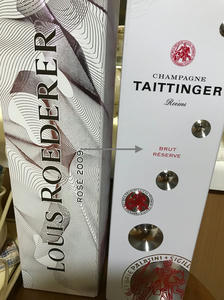 LOUIS ROEDERER
ROSÉ 2009
CHAMPAGNE
TAITTINGER
Reims
BRUT
RÉSERVE